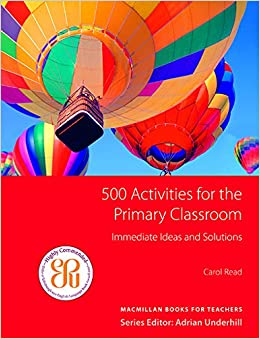 500 Activities for the
Primary Classroom
Immediate Ideas and Solutions
Carol Read
Highly Commended
ESU
MACMILLAN BOOKS FOR TEACHERS
Series Editor: Adrian Underhill